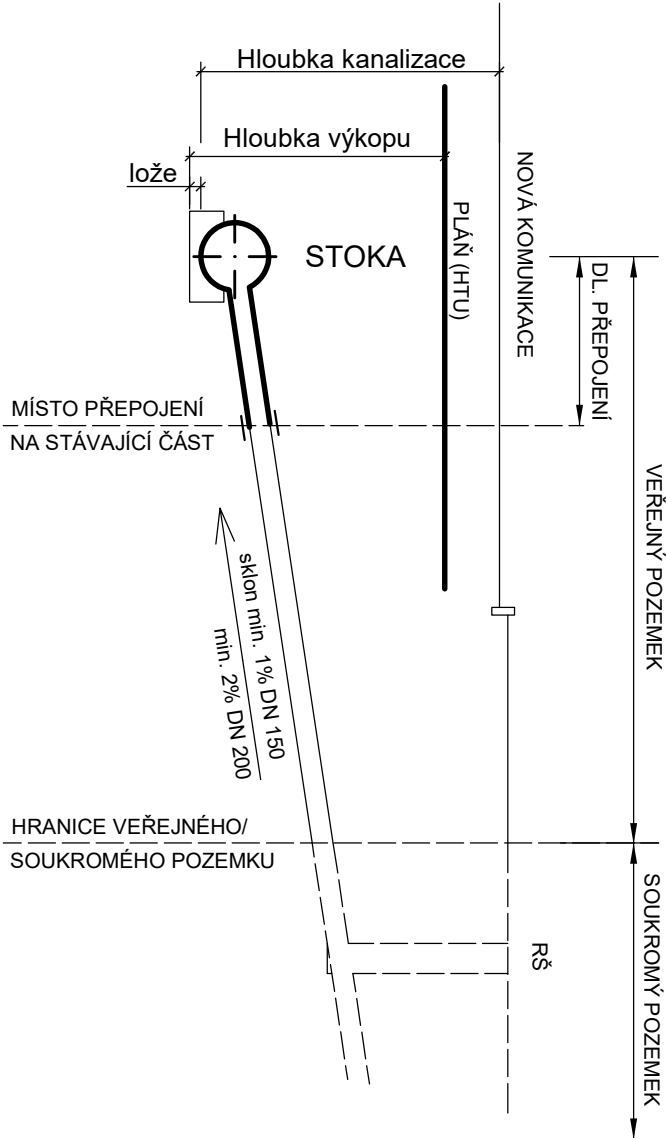 Hloubka kanalizace
Hloubka výkopu
lože
STOKA
PLÁŇ (HTU)
NOVÁ KOMUNIKACE
DL. PŘEPOJENÍ
MÍSTO PŘEPOJENÍ
NA STÁVAJÍCÍ ČÁST
VEŘEJNÝ POZEMEK
sklon min. 1% DN 150
min. 2% DN 200
HRANICE VEŘEJNÉHO/
SOUKROMÉHO POZEMKU
RŠ
SOUKROMÝ POZEMEK